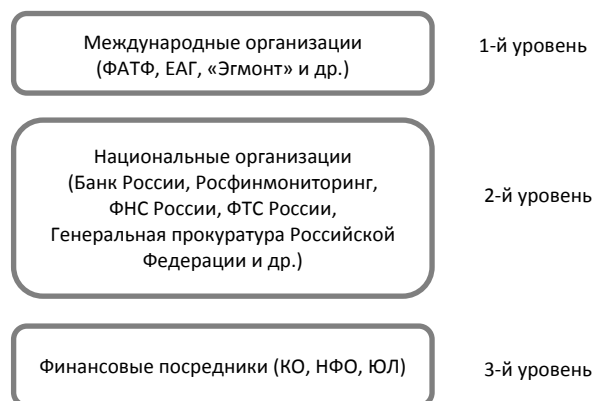 Международные организации
(ФАТФ, ЕАГ, «Эгмонт» и др.)
1-й уровень
Национальные организации
(Банк России, Росфинмониторинг,
ФНС России, ФТС России,
Генеральная прокуратура Российской
Федерации и др.)
2-й уровень
Финансовые посредники (КО, НФО, ЮЛ)
3-й уровень